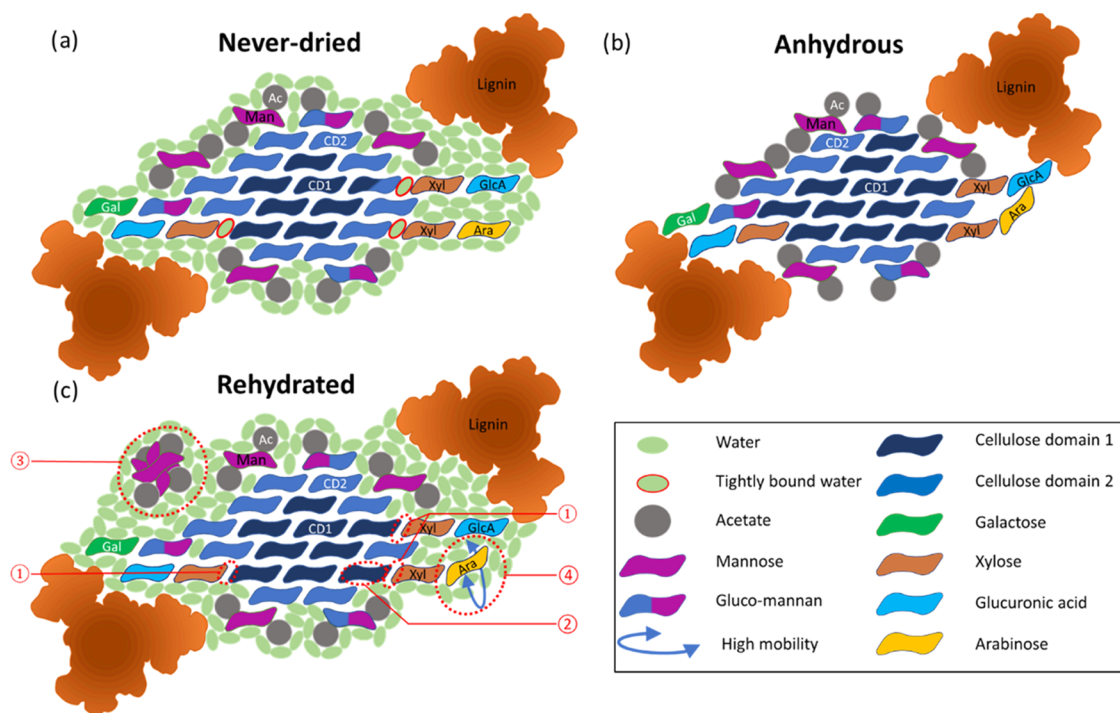 (a)
Never-dried
Lignin
Ac
Man
CD2
CD1
Xyl
GlcA
Gal
Xyl
Ara
(b)
Anhydrous
Lignin
Ac
Man
CD2
CD1
Xyl
GlcA
Gal
Ara
Xyl
(c)
Rehydrated
Lignin
③
Ac
Man
CD2
①
CD1
Xyl
GlcA
Gal
①
Xyl
Ara
④
②
Water
Tightly bound water
Acetate
Mannose
Gluco-mannan
High mobility
Cellulose domain 1
Cellulose domain 2
Galactose
Xylose
Glucuronic acid
Arabinose